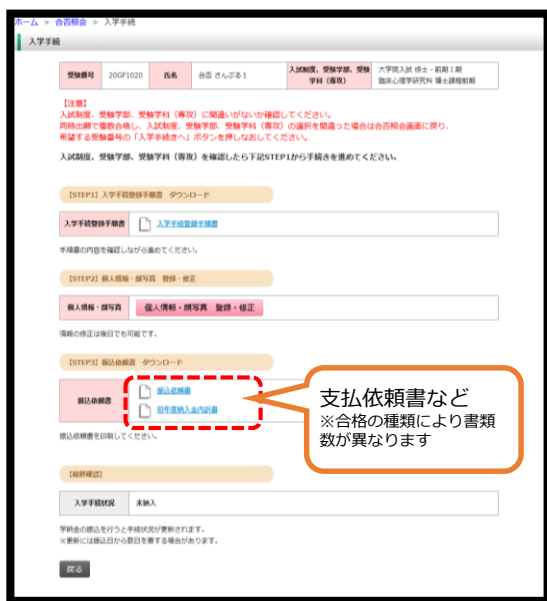 ホーム > 合否照会 > 入学手続
入学手続
受験番号 20GF1020 氏名 合否 さんぷる１ 入試制度、受験学部、受験学科（専攻） 大学院入試 修士・前期Ⅰ期 臨床心理学研究科 博士課程前期
【注意】
入試制度、受験学部、受験学科（専攻）に間違いがないか確認してください。
同時出願で複数合格し、入試制度、受験学部、受験学科（専攻）の選択を間違った場合は合否照会画面に戻り、
希望する受験番号の「入学手続きへ」ボタンを押しなおしてください。
入試制度、受験学部、受験学科（専攻）を確認したら下記STEP1から手続きを進めてください。
【STEP1】入学手続登録手順書 ダウンロード
入学手続登録手順書 入学手続登録手順書
手順書の内容を確認しながら進めてください。
【STEP2】個人情報・顔写真 登録・修正
個人情報・顔写真 個人情報・顔写真 登録・修正
情報の修正は後日でも可能です。
【STEP3】振込依頼書 ダウンロード
振込依頼書
振込依頼書
初年度納入金内訳書
振込依頼書を印刷してください。
支払依頼書など
※合格の種類により書類
数が異なります
【最終確認】
入学手続状況 未納入
学納金の振込を行うと手続状況が更新されます。
※更新には振込日から数日を要する場合があります。
戻る